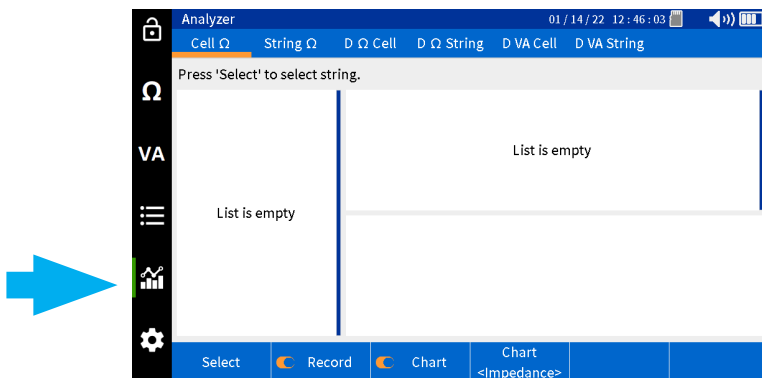 Analyzer 01/14/22 12:46:03
Cell Ω String Ω D Ω Cell D Ω String D VA Cell D VA String
Press 'Select' to select string.
Ω
VA
List is empty
List is empty
Select Record Chart Chart
<Impedance>